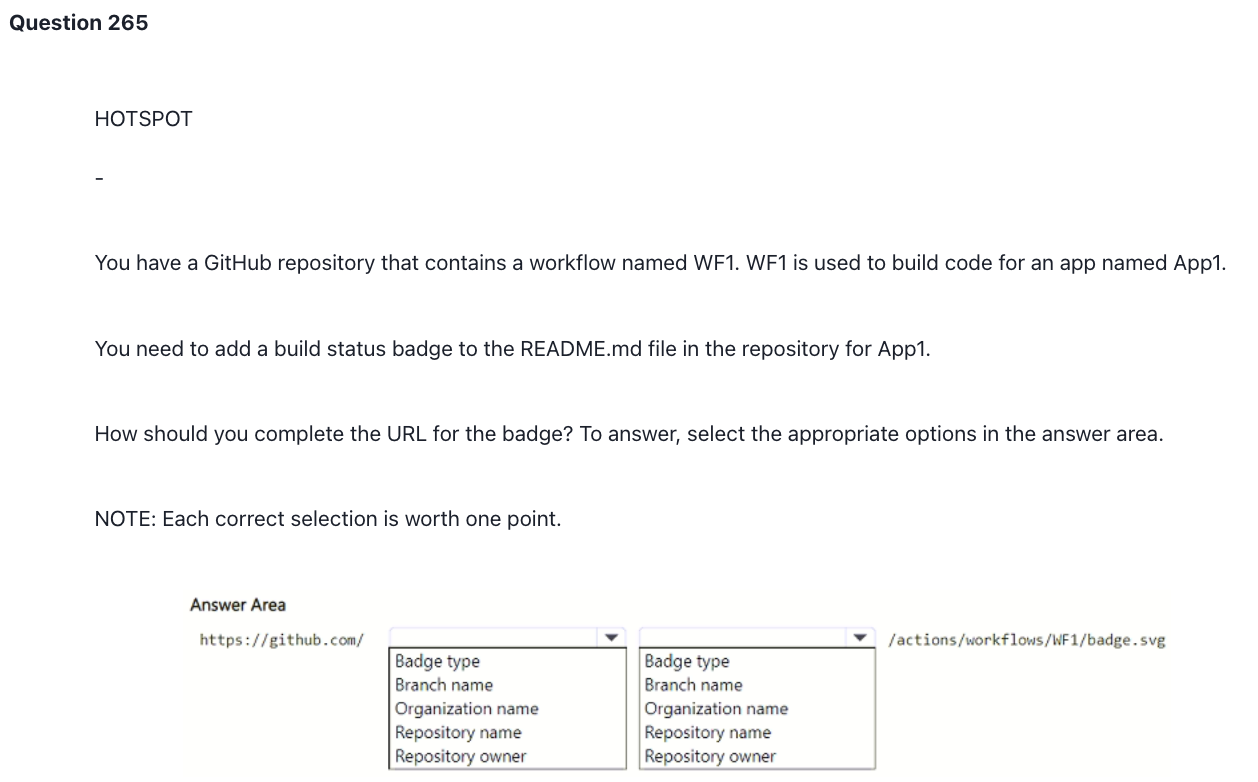 Question 265
HOTSPOT
-
You have a GitHub repository that contains a workflow named WF1. WF1 is used to build code for an app named App1.
You need to add a build status badge to the README.md file in the repository for App1.
How should you complete the URL for the badge? To answer, select the appropriate options in the answer area.
NOTE: Each correct selection is worth one point.
Answer Area
https://github.com/ /actions/workflows/WF1/badge.svg
Badge type Badge type
Branch name Branch name
Organization name Organization name
Repository name Repository name
Repository owner Repository owner